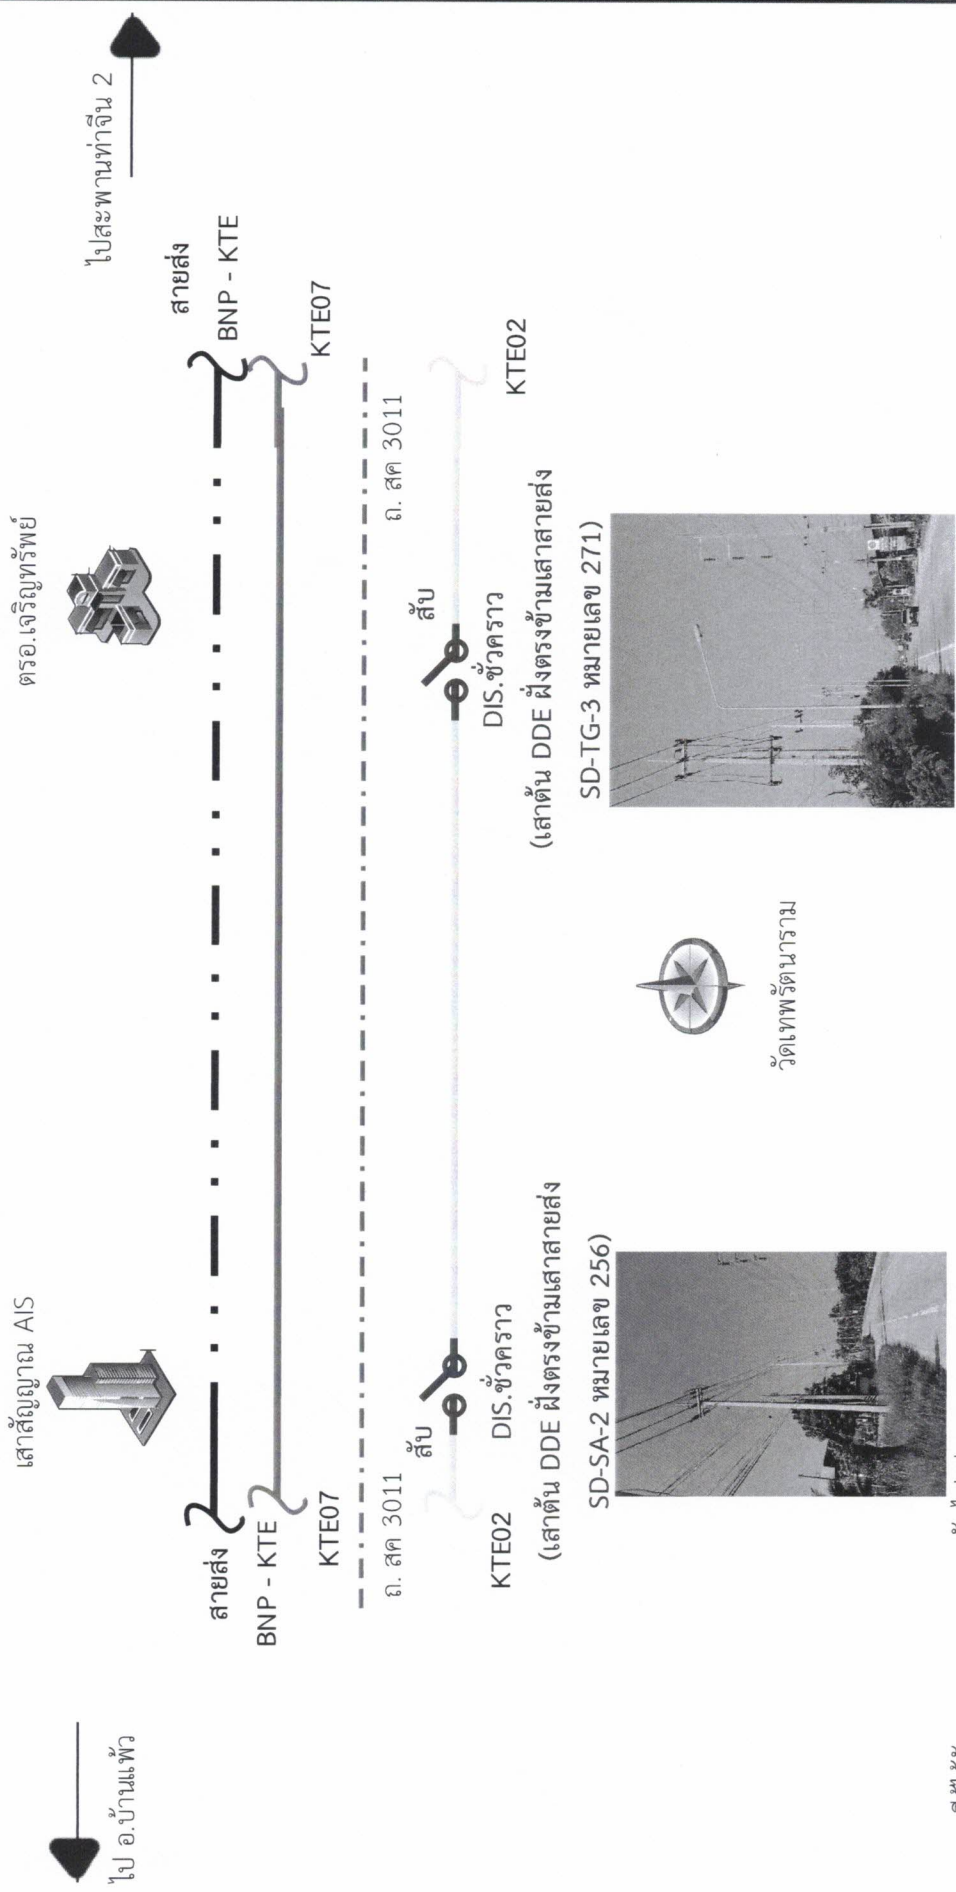 ไปสะพานท่าจีน 2
ตรอ.เจริญทรัพย์
เสาสัญญาณ AIS
ไป อ.บ้านแพ้ว
สายส่ง
BNP - KTE
KTE07
สายส่ง
BNP - KTE
KTE07
ถ. สค 3011
ถ. สค 3011
สับ
KTE02
DIS.ชั่วคราว
(เสาต้น DDE ฝั่งตรงข้ามเสาสายส่ง
SD-SA-2 หมายเลข 256)
สับ
KTE02
DIS.ชั่วคราว
(เสาต้น DDE ฝั่งตรงข้ามเสาสายส่ง
SD-TG-3 หมายเลข 271)
วัดเทพรัตนาราม